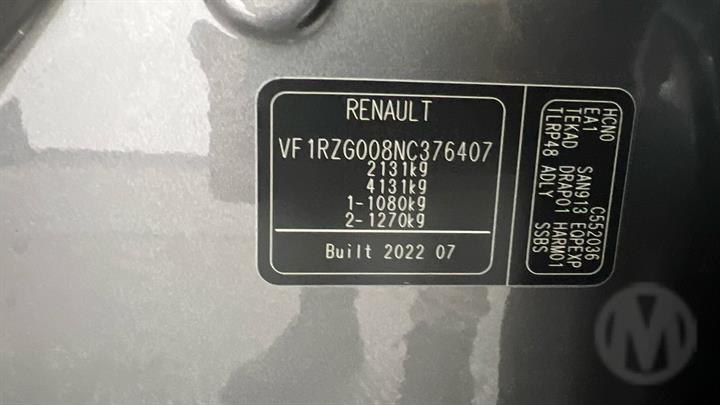 RENAULT
VF1RZG008NC376407
2131kg
4131kg
1-1080kg
2-1270kg
Built 2022 07
C552036
HCNO SAN913 EQPEXP
EA1 DRAP01 HARM01
TEKAD
TLRP48 ADLY SSBS
M